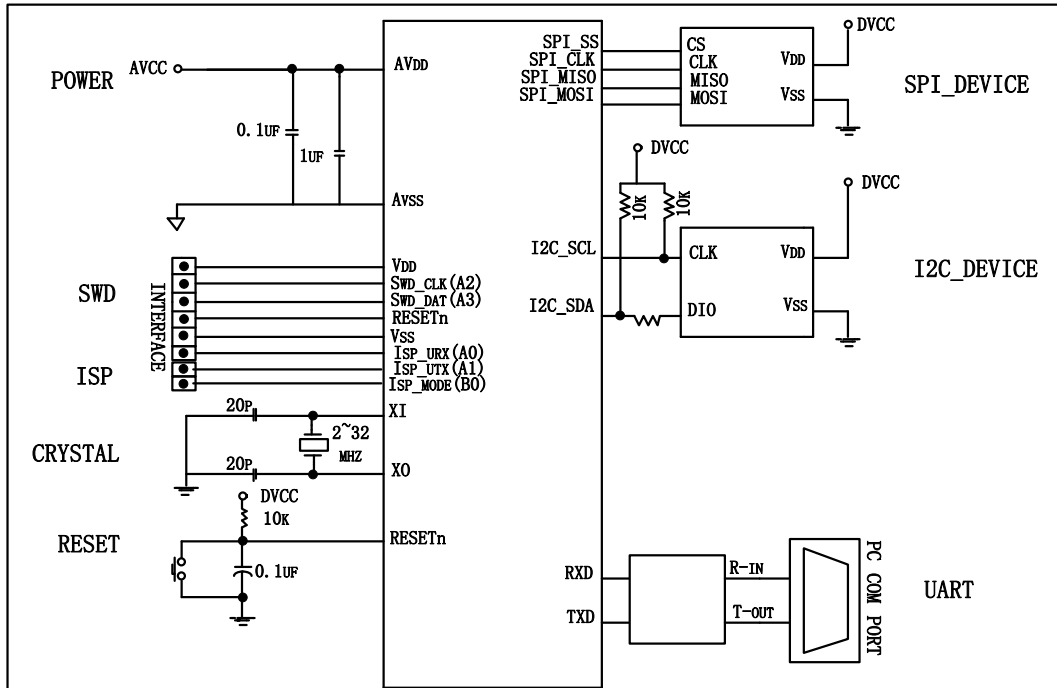 POWER
AVCC
AVDD
0.1UF
1UF
AVSS
SWD
ISP
INTERFACE
VDD
SWD_CLK(A2)
SWD_DAT(A3)
RESETn
VSS
ISP_URX(A0)
ISP_UTX(A1)
ISP_MODE(B0)
CRYSTAL
20P
XI
2~32
MHZ
20P
XO
RESET
DVCC
10K
RESETn
0.1UF
SPI_SS
SPI_CLK
SPI_MISO
SPI_MOSI
CS
CLK
MISO
MOSI
VDD
VSS
DVCC
SPI_DEVICE
DVCC
10K
10K
I2C_SCL
I2C_SDA
CLK
DIO
VDD
VSS
DVCC
I2C_DEVICE
RXD
TXD
R-IN
T-OUT
PC COM PORT
UART